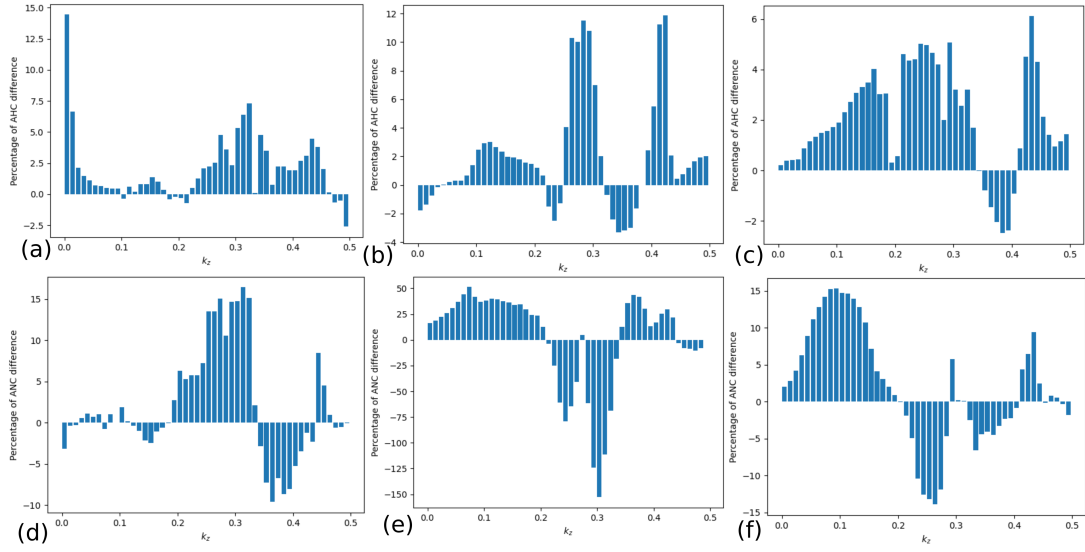 15.0
12.5
10.0
7.5
5.0
2.5
0.0
−2.5
Percentage of AHC difference
0.0 0.1 0.2 0.3 0.4 0.5
k_z
(a)
12
10
8
6
4
2
0
−2
−4
Percentage of AHC difference
0.0 0.1 0.2 0.3 0.4 0.5
k_z
(b)
6
4
2
0
−2
Percentage of AHC difference
0.0 0.1 0.2 0.3 0.4 0.5
k_z
(c)
15
10
5
0
−5
−10
Percentage of ANC difference
0.0 0.1 0.2 0.3 0.4 0.5
k_z
(d)
50
25
0
−25
−50
−75
−100
−125
−150
Percentage of ANC difference
0.0 0.1 0.2 0.3 0.4 0.5
k_z
(e)
15
10
5
0
−5
−10
−15
Percentage of ANC difference
0.0 0.1 0.2 0.3 0.4 0.5
k_z
(f)